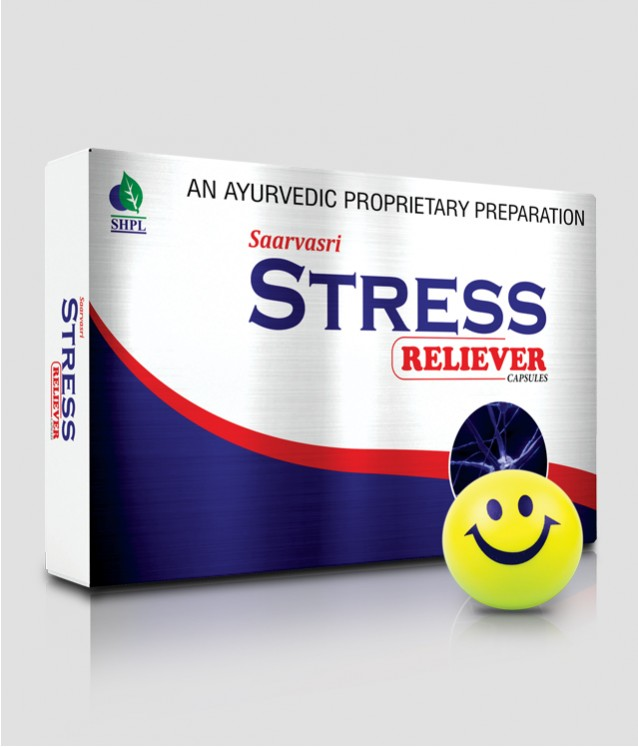 SHPL
AN AYURVEDIC PROPRIETARY PREPARATION
Saarvasri
STRESS
RELIEVER
CAPSULES
Saarvasri
STRESS
RELIEVER